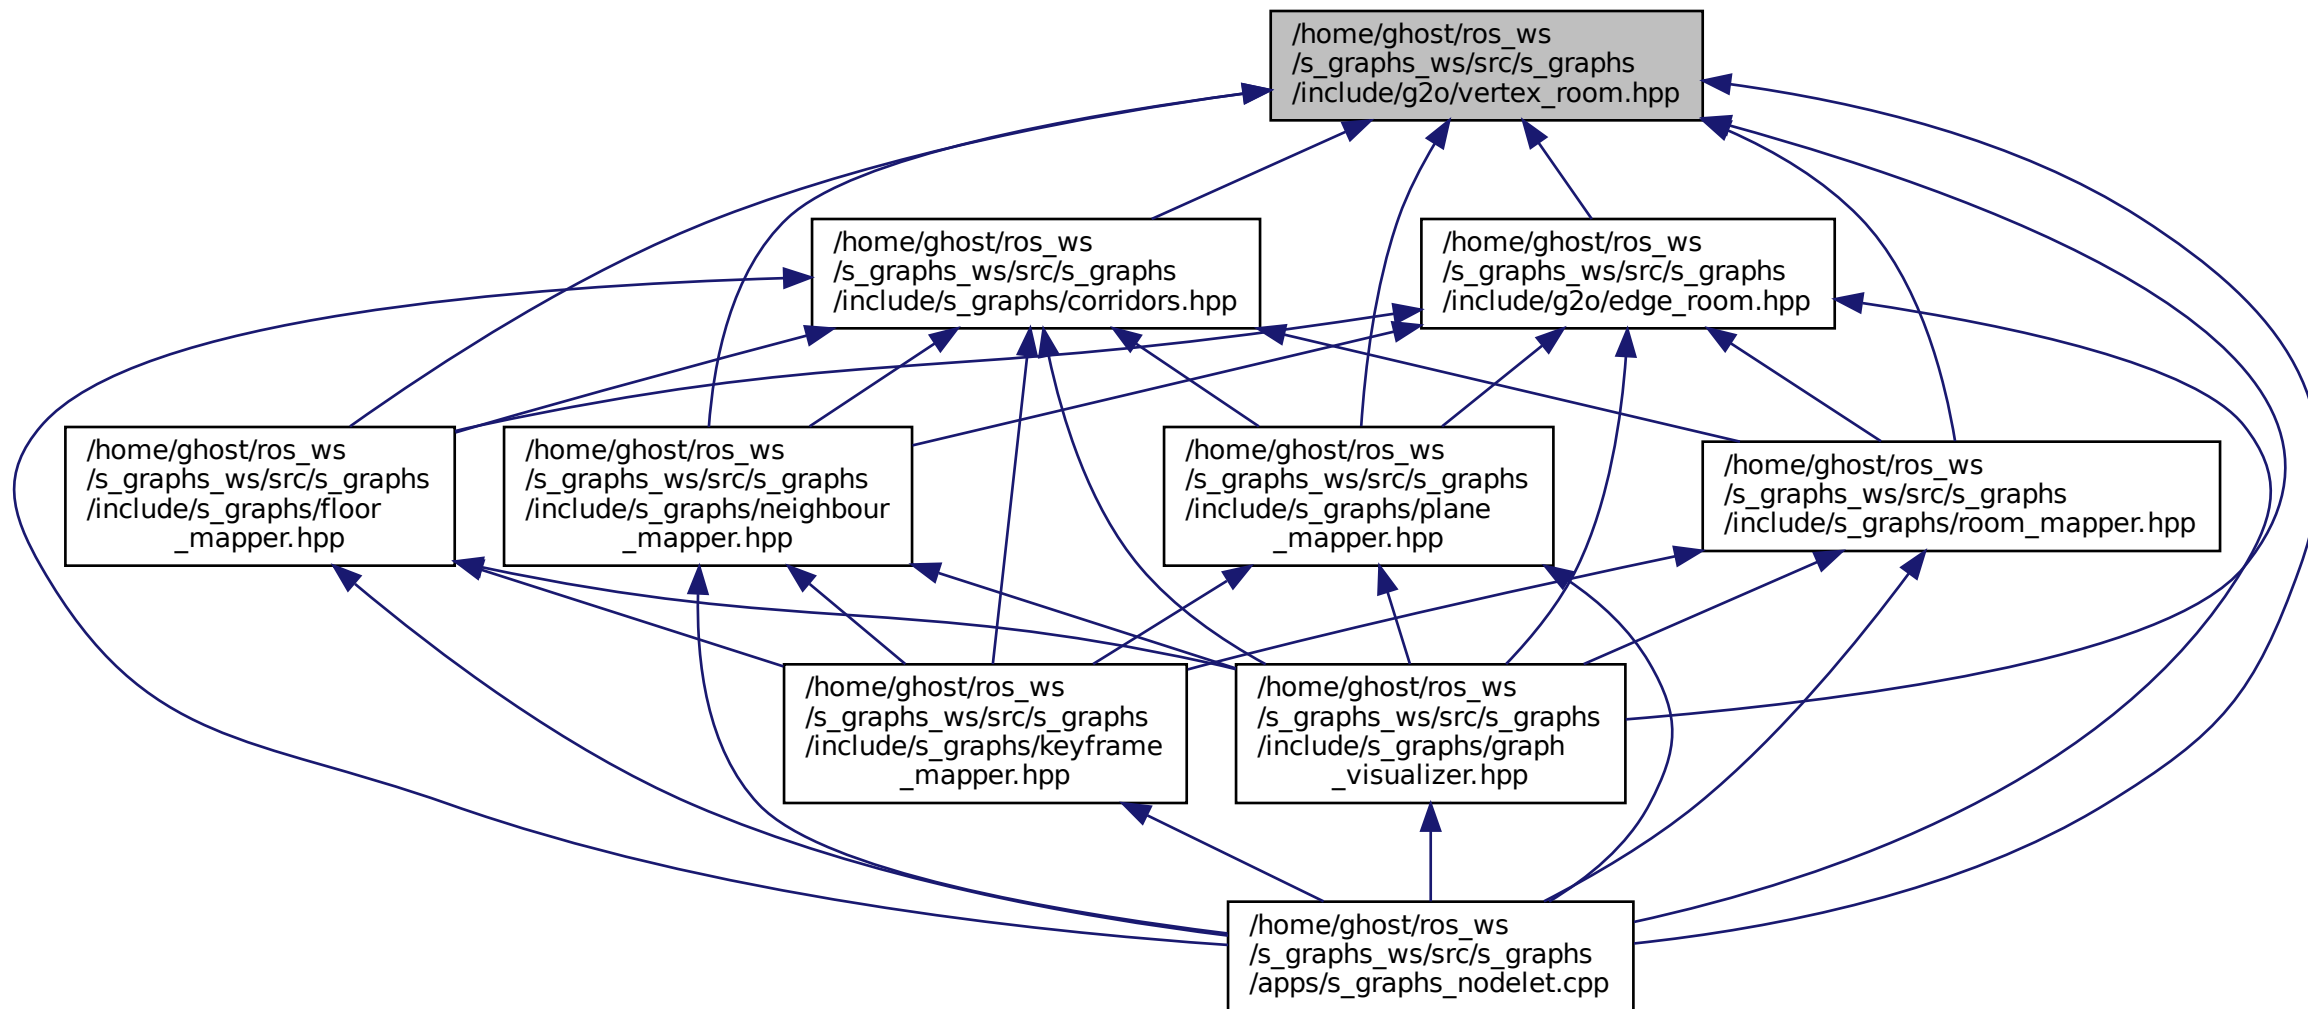 /home/ghost/ros_ws
/s_graphs_ws/src/s_graphs
/include/g2o/vertex_room.hpp
/home/ghost/ros_ws
/s_graphs_ws/src/s_graphs
/include/s_graphs/corridors.hpp
/home/ghost/ros_ws
/s_graphs_ws/src/s_graphs
/include/g2o/edge_room.hpp
/home/ghost/ros_ws
/s_graphs_ws/src/s_graphs
/include/s_graphs/floor
_mapper.hpp
/home/ghost/ros_ws
/s_graphs_ws/src/s_graphs
/include/s_graphs/neighbour
_mapper.hpp
/home/ghost/ros_ws
/s_graphs_ws/src/s_graphs
/include/s_graphs/plane
_mapper.hpp
/home/ghost/ros_ws
/s_graphs_ws/src/s_graphs
/include/s_graphs/room_mapper.hpp
/home/ghost/ros_ws
/s_graphs_ws/src/s_graphs
/include/s_graphs/keyframe
_mapper.hpp
/home/ghost/ros_ws
/s_graphs_ws/src/s_graphs
/include/s_graphs/graph
_visualizer.hpp
/home/ghost/ros_ws
/s_graphs_ws/src/s_graphs
/apps/s_graphs_nodelet.cpp